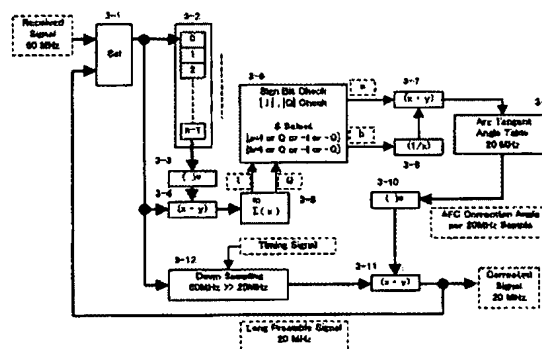 3-1
3-2
Received
Signal
60 MHz
Sel
0
1
2
n-1
3-3
( )*
3-4
(x · y)
I
Q
3-5
Σ(x)
3-6
Sign Bit Check
|I|, |Q| Check
& Select
a
b
3-7
(x · y)
(1/x)
3-8
Arc Tangent
Angle Table
20 MHz
3-10
( )*
AFC Correction Angle
per 20MHz Sample
Timing Signal
3-12
Down Sampling
60MHz >> 20MHz
3-11
(x · y)
Corrected
Signal
20 MHz
Long Preamble Signal
20 MHz